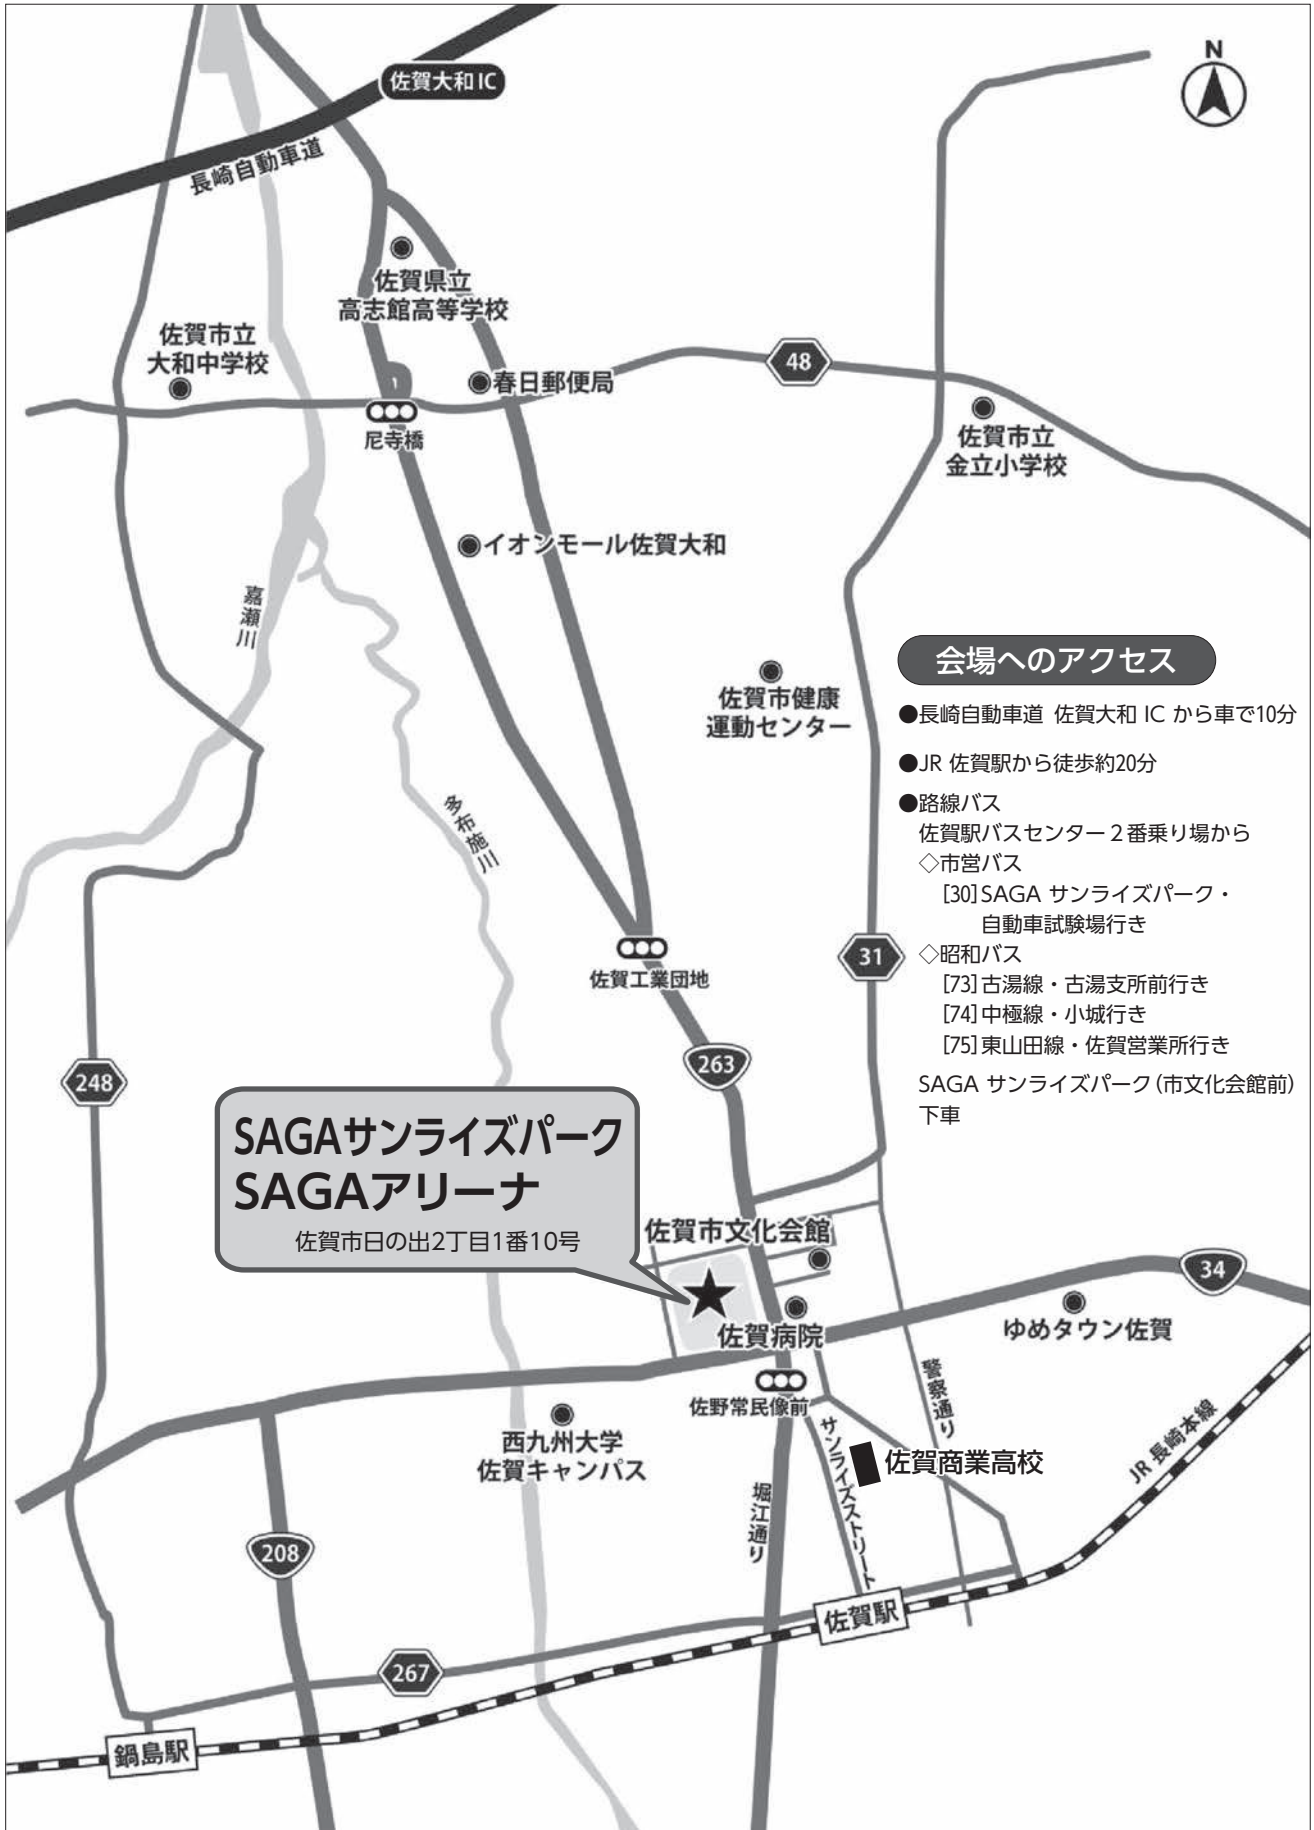 N
佐賀大和IC
長崎自動車道
佐賀県立
高志館高等学校
佐賀市立
大和中学校
48
春日郵便局
尼寺橋
佐賀市立
金立小学校
イオンモール佐賀大和
嘉瀬川
佐賀市健康
運動センター
会場へのアクセス
●長崎自動車道 佐賀大和 IC から車で10分
●JR 佐賀駅から徒歩約20分
●路線バス
佐賀駅バスセンター２番乗り場から
◇市営バス
[30]SAGA サンライズパーク・
自動車試験場行き
◇昭和バス
[73]古湯線・古湯支所前行き
[74]中極線・小城行き
[75]東山田線・佐賀営業所行き
SAGA サンライズパーク(市文化会館前)
下車
多布施川
佐賀工業団地
31
263
248
SAGAサンライズパーク
SAGAアリーナ
佐賀市日の出2丁目1番10号
佐賀市文化会館
34
佐賀病院
ゆめタウン佐賀
佐野常民像前
警察通り
西九州大学
佐賀キャンパス
サンライズストリート
佐賀商業高校
JR 長崎本線
堀江通り
208
佐賀駅
267
鍋島駅